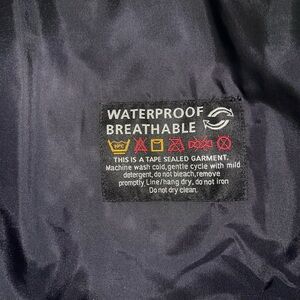 WATERPROOF
BREATHABLE
30°C
THIS IS A TAPE SEALED GARMENT.
Machine wash cold,gentle cycle with mild
detergent, do not bleach,remove
promptly Line/hang dry, do not iron
Do not dry clean.